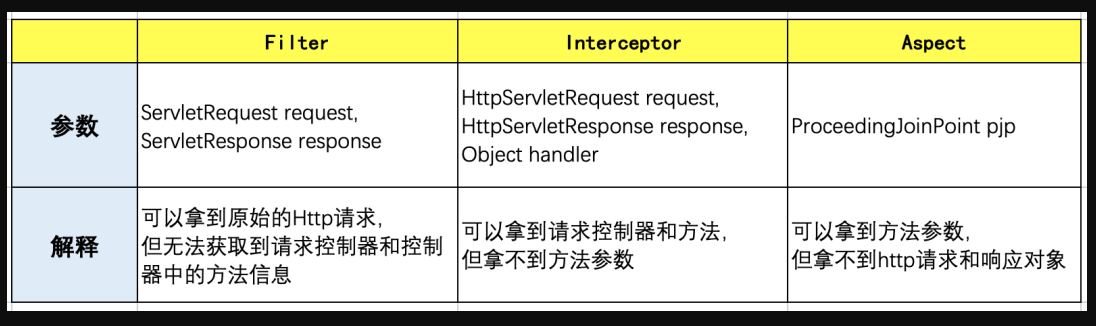 Filter
Interceptor
Aspect
参数
ServletRequest request,
ServletResponse response
HttpServletRequest request,
HttpServletResponse response,
Object handler
ProceedingJoinPoint pjp
解释
可以拿到原始的Http请求，
但无法获取到请求控制器和控制
器中的方法信息
可以拿到请求控制器和方法，
但拿不到方法参数
可以拿到方法参数，
但拿不到http请求和响应对象